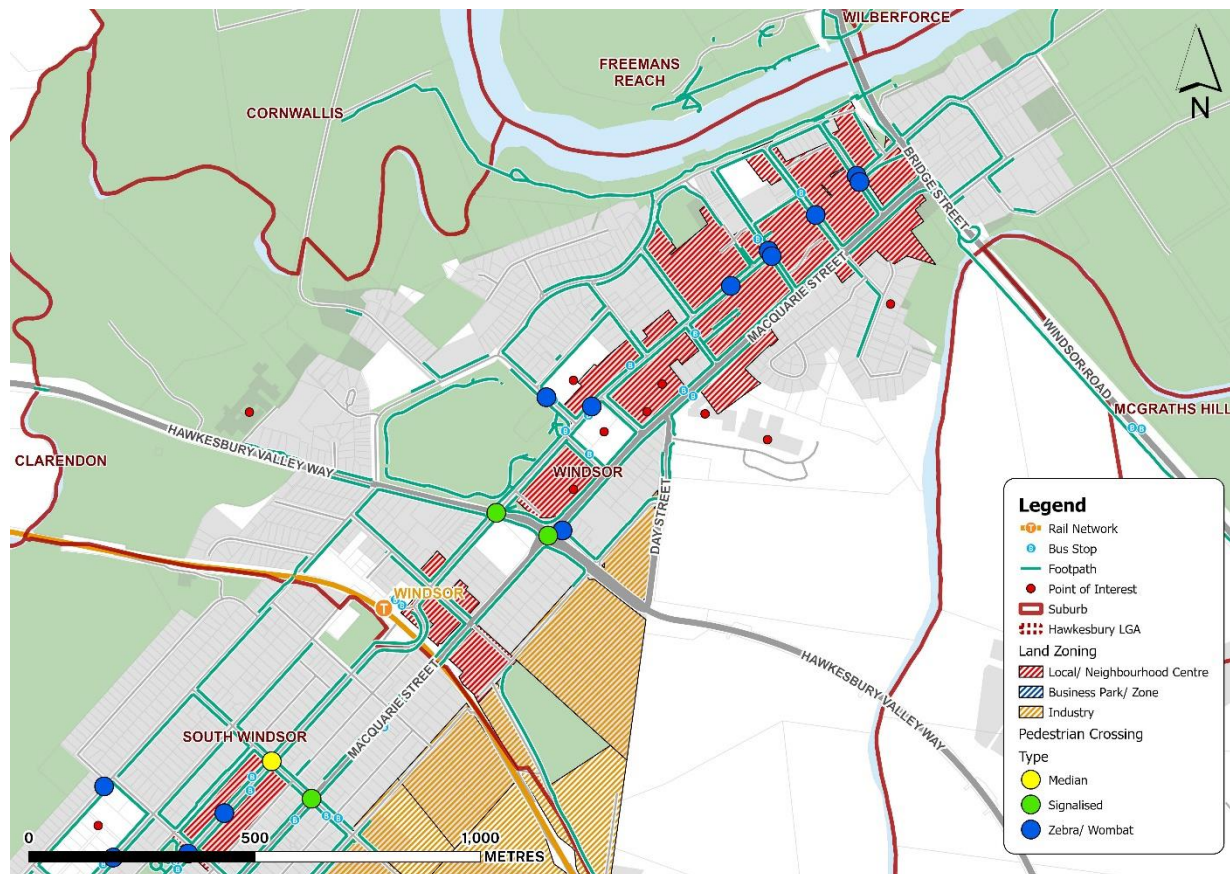 WILBERFORCE
FREEMANS
REACH
CORNWALLIS
N
BRIDGE STREET
MACQUARIE STREET
WINDSOR ROAD
MCGRATHS HILL
HAWKESBURY VALLEY WAY
CLARENDON
WINDSOR
DAY STREET
T
WINDSOR
HAWKESBURY VALLEY WAY
MACQUARIE STREET
SOUTH WINDSOR
0
500
1,000
METRES
Legend
T
Rail Network
B
Bus Stop
Footpath
Point of Interest
Suburb
Hawkesbury LGA
Land Zoning
Local/ Neighbourhood Centre
Business Park/ Zone
Industry
Pedestrian Crossing
Type
Median
Signalised
Zebra/ Wombat